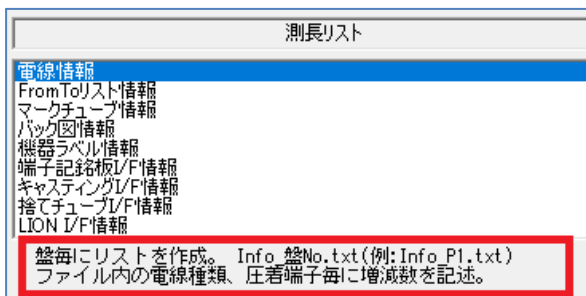 測長リスト
電線情報
FromToリスト情報
マークチューブ情報
バック図情報
機器ラベル情報
端子記銘板I/F情報
キャスティングI/F情報
捨てチューブI/F情報
LION I/F情報
盤毎にリストを作成。 Info_盤No.txt(例:Info_P1.txt)
ファイル内の電線種類、圧着端子毎に増減数を記述。